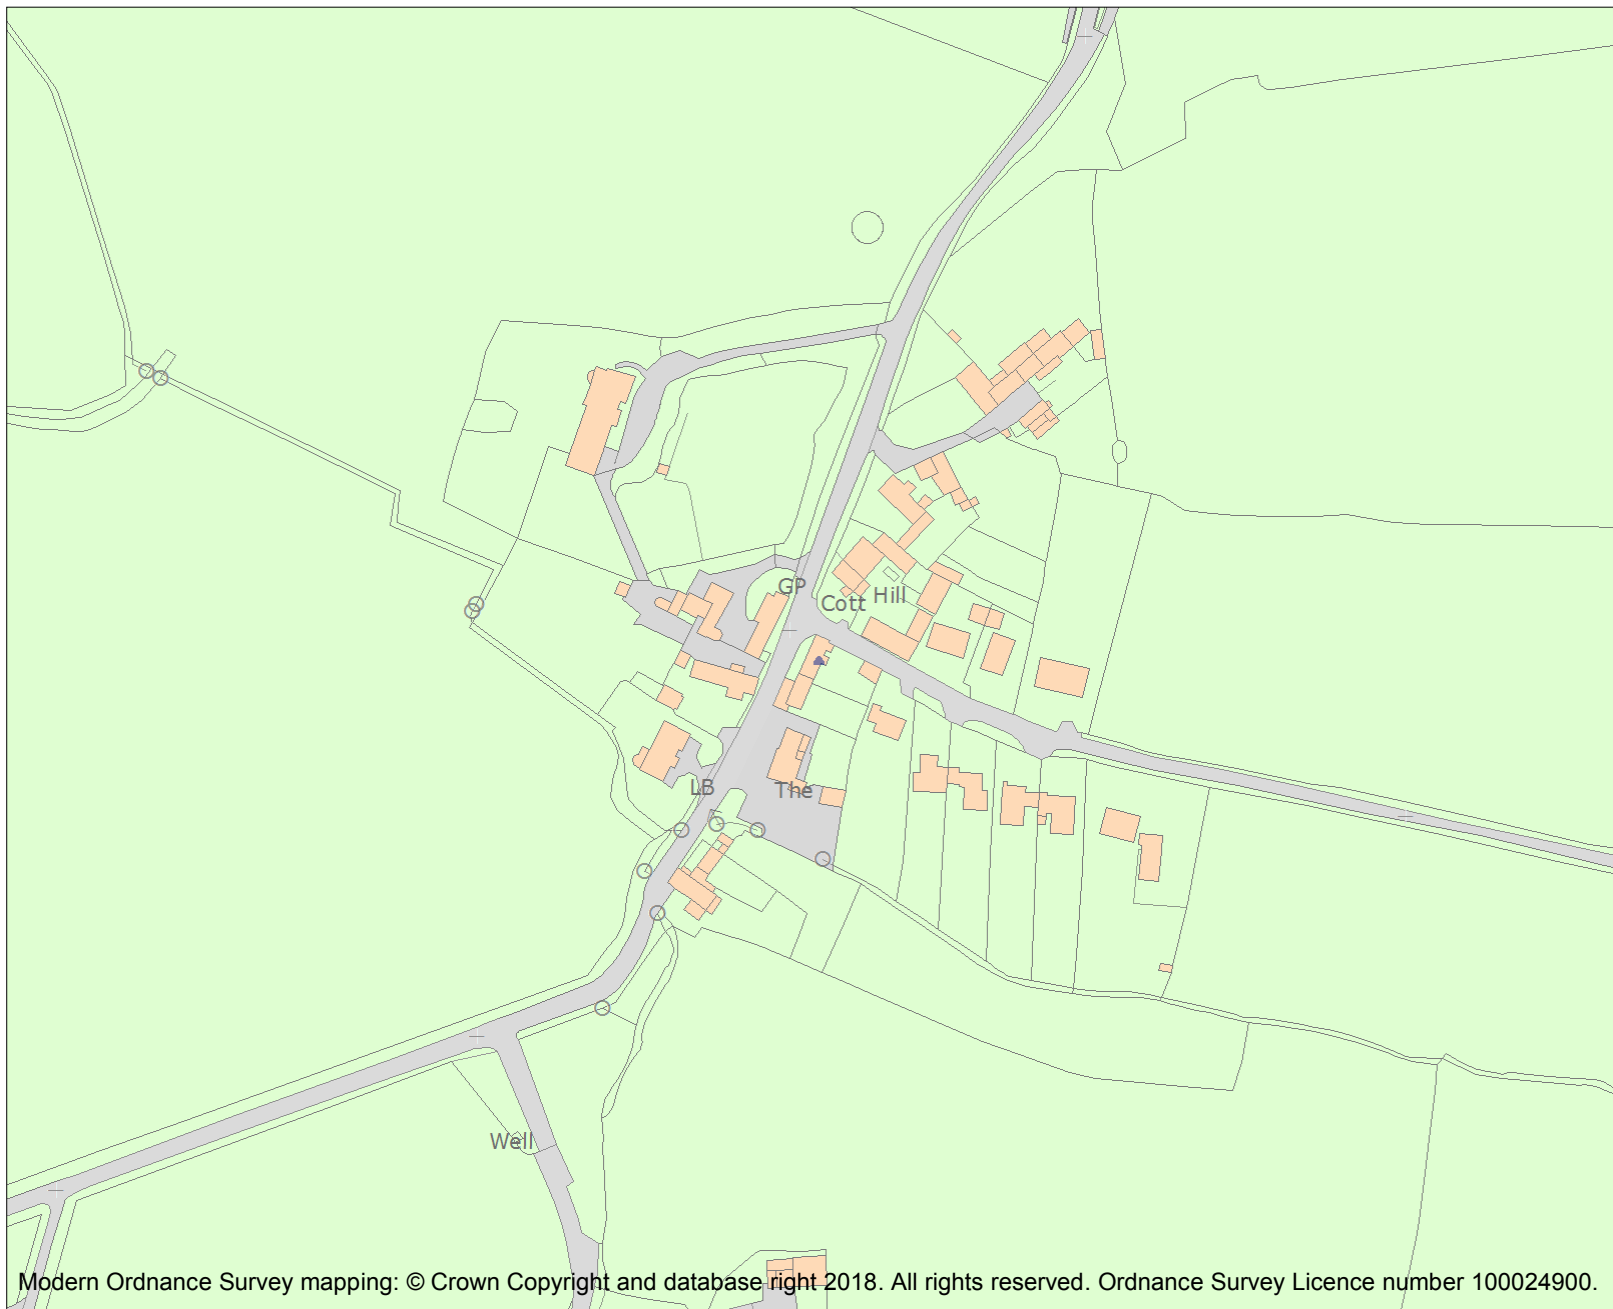 GP
Cott Hill
LB
The
Well
Modern Ordnance Survey mapping: © Crown Copyright and database right 2018. All rights reserved. Ordnance Survey Licence number 100024900.